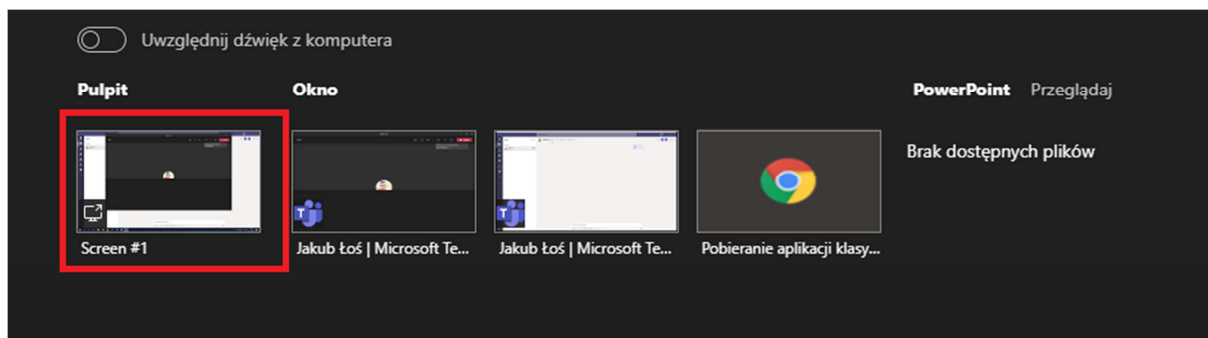 Uwzględnij dźwięk z komputera
Pulpit
Okno
PowerPoint Przeglądaj
Brak dostępnych plików
Screen #1
Jakub Łoś | Microsoft Te...
Jakub Łoś | Microsoft Te...
Pobieranie aplikacji klasy...